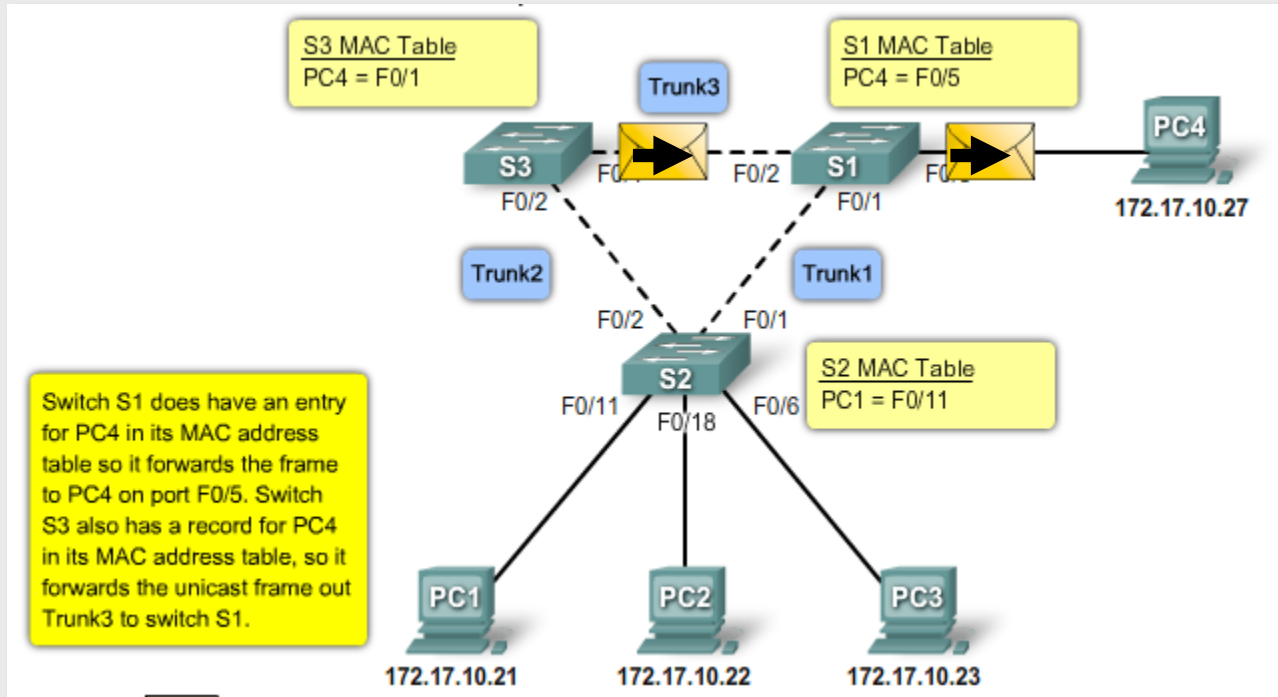 S3 MAC Table
PC4 = F0/1
Trunk3
S1 MAC Table
PC4 = F0/5
PC4
S3
F0/2
S1
F0/2
F0/1
172.17.10.27
Trunk2
Trunk1
F0/2
F0/1
S2
S2 MAC Table
PC1 = F0/11
F0/11
F0/18
F0/6
Switch S1 does have an entry
for PC4 in its MAC address
table so it forwards the frame
to PC4 on port F0/5. Switch
S3 also has a record for PC4
in its MAC address table, so it
forwards the unicast frame out
Trunk3 to switch S1.
PC1
PC2
PC3
172.17.10.21
172.17.10.22
172.17.10.23